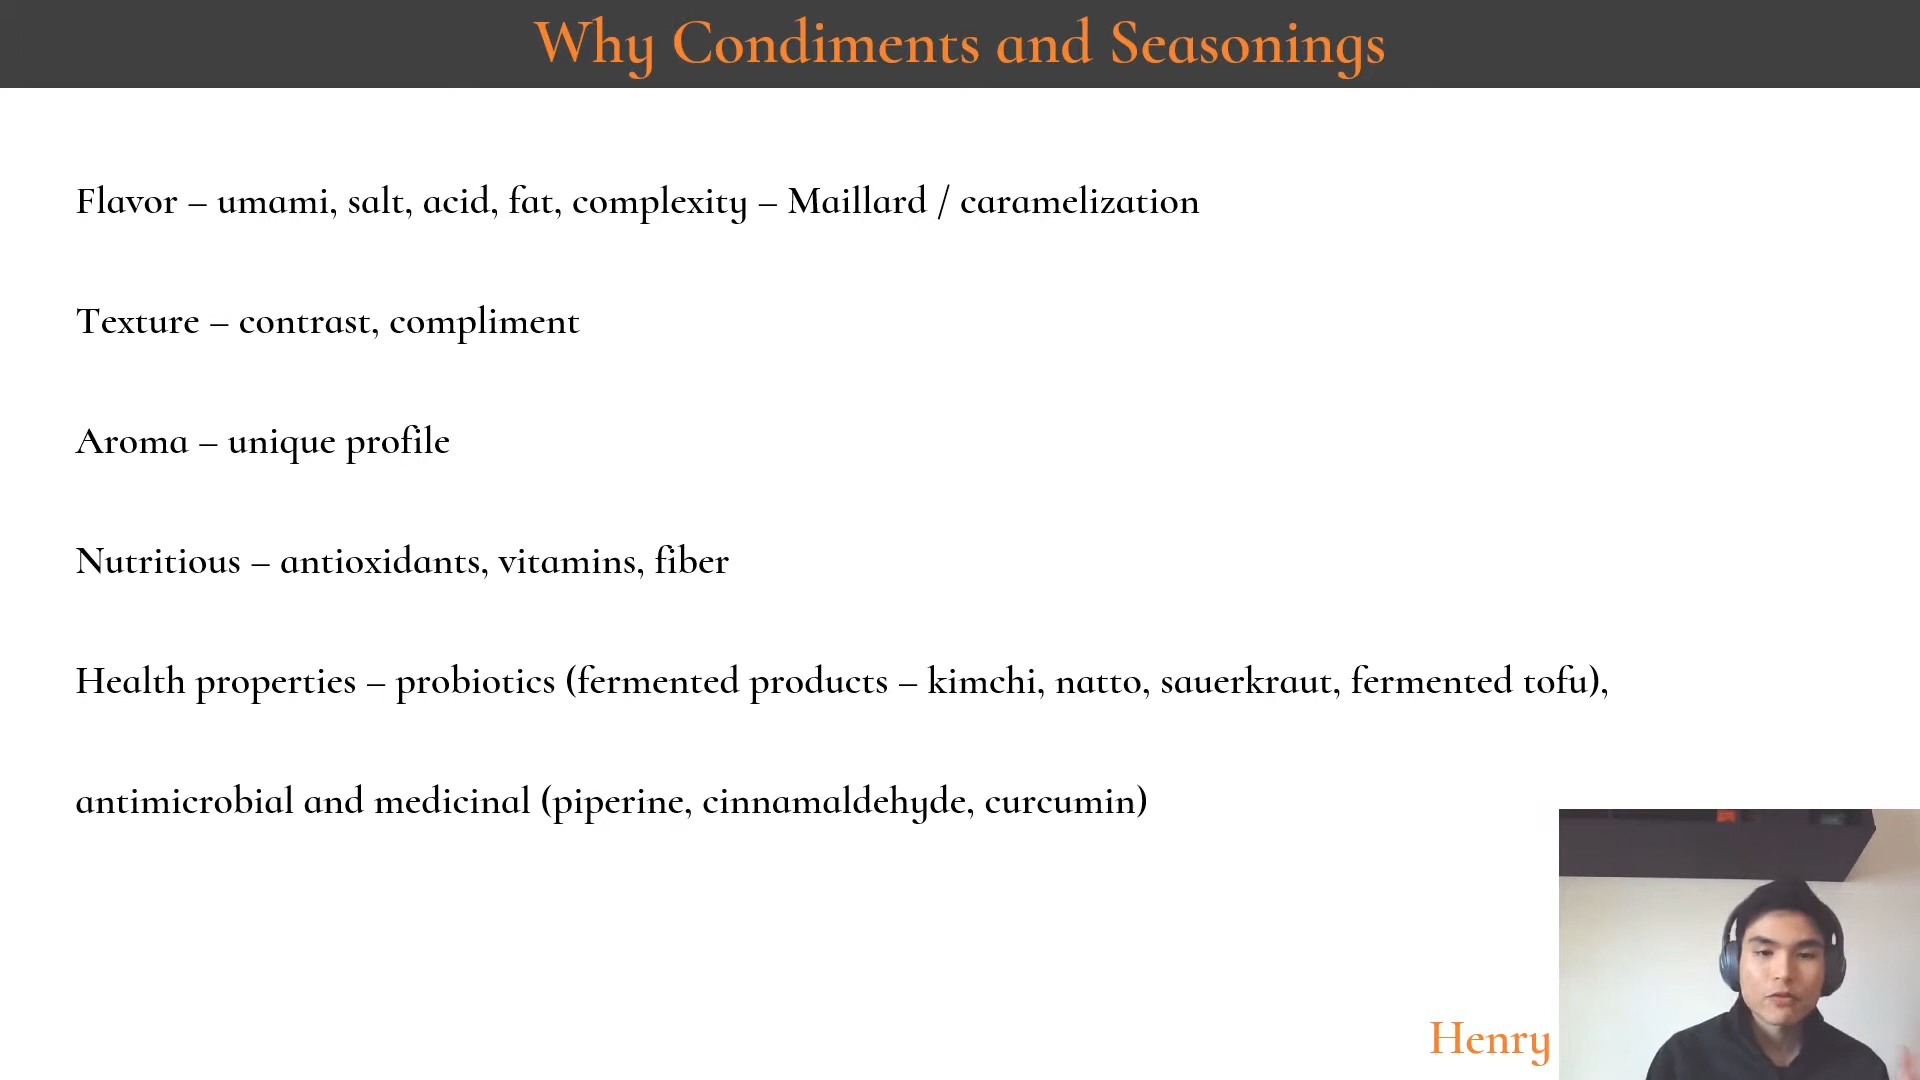 Why Condiments and Seasonings
Flavor – umami, salt, acid, fat, complexity – Maillard / caramelization
Texture – contrast, compliment
Aroma – unique profile
Nutritious – antioxidants, vitamins, fiber
Health properties – probiotics (fermented products – kimchi, natto, sauerkraut, fermented tofu),
antimicrobial and medicinal (piperine, cinnamaldehyde, curcumin)
Henry